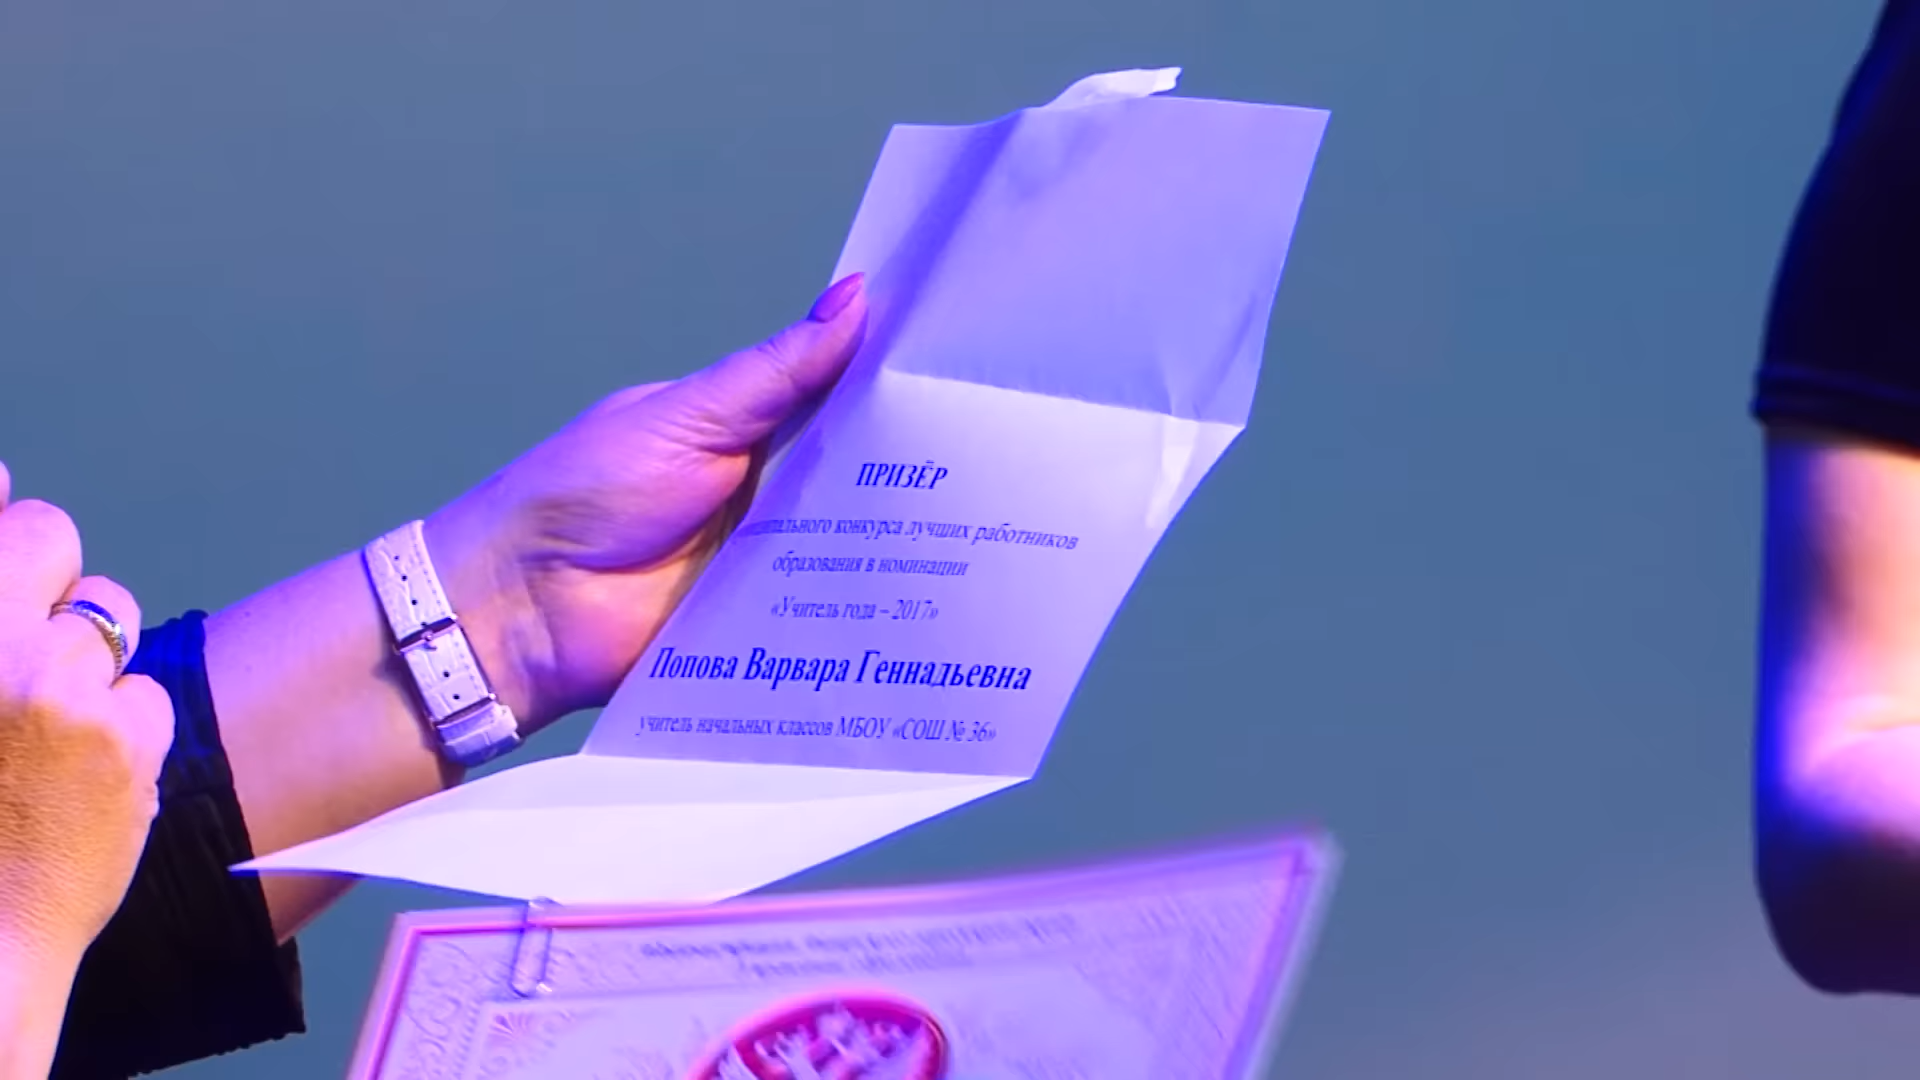 ПРИЗЁР
конкурса лучших работников
образования в номинации
«Учитель года – 2017»
Попова Варвара Геннадьевна
учитель начальных классов МБОУ «СОШ № 36»